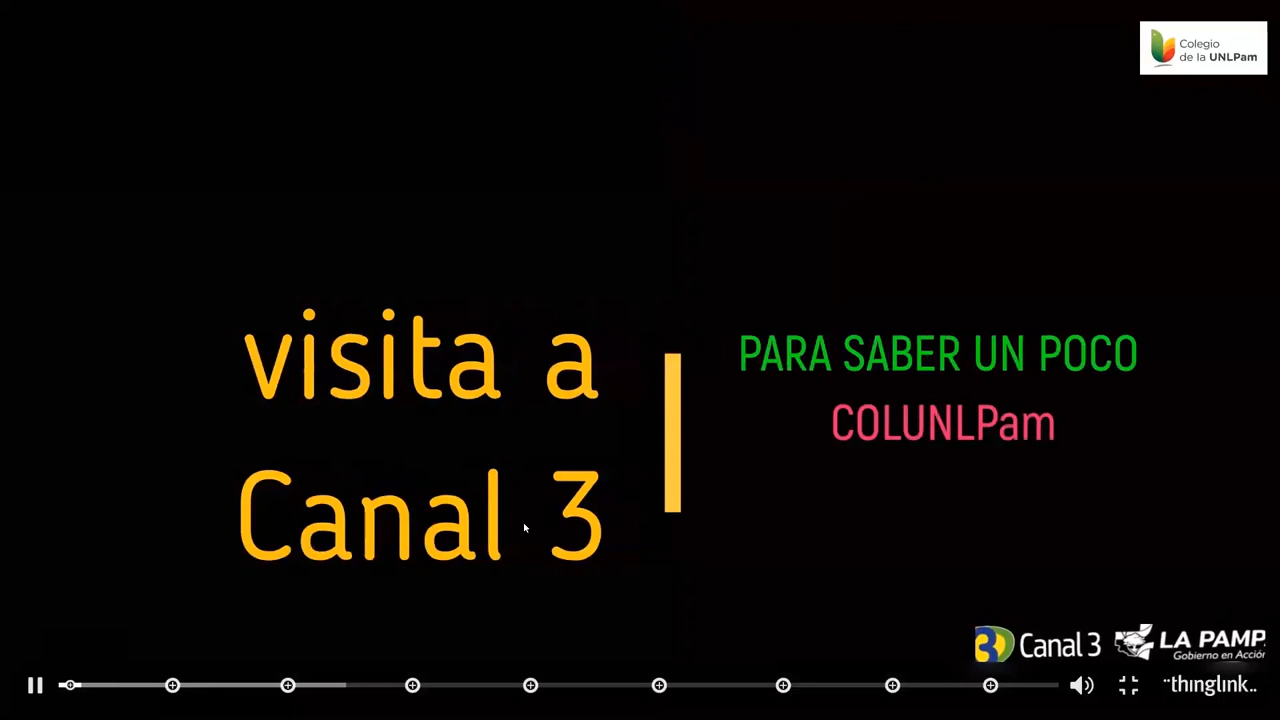 Colegio
de la UNLPam
visita a
Canal 3
PARA SABER UN POCO
COLUNLPam
Canal 3
LA PAMP
Gobierno en Acción
thinglink..